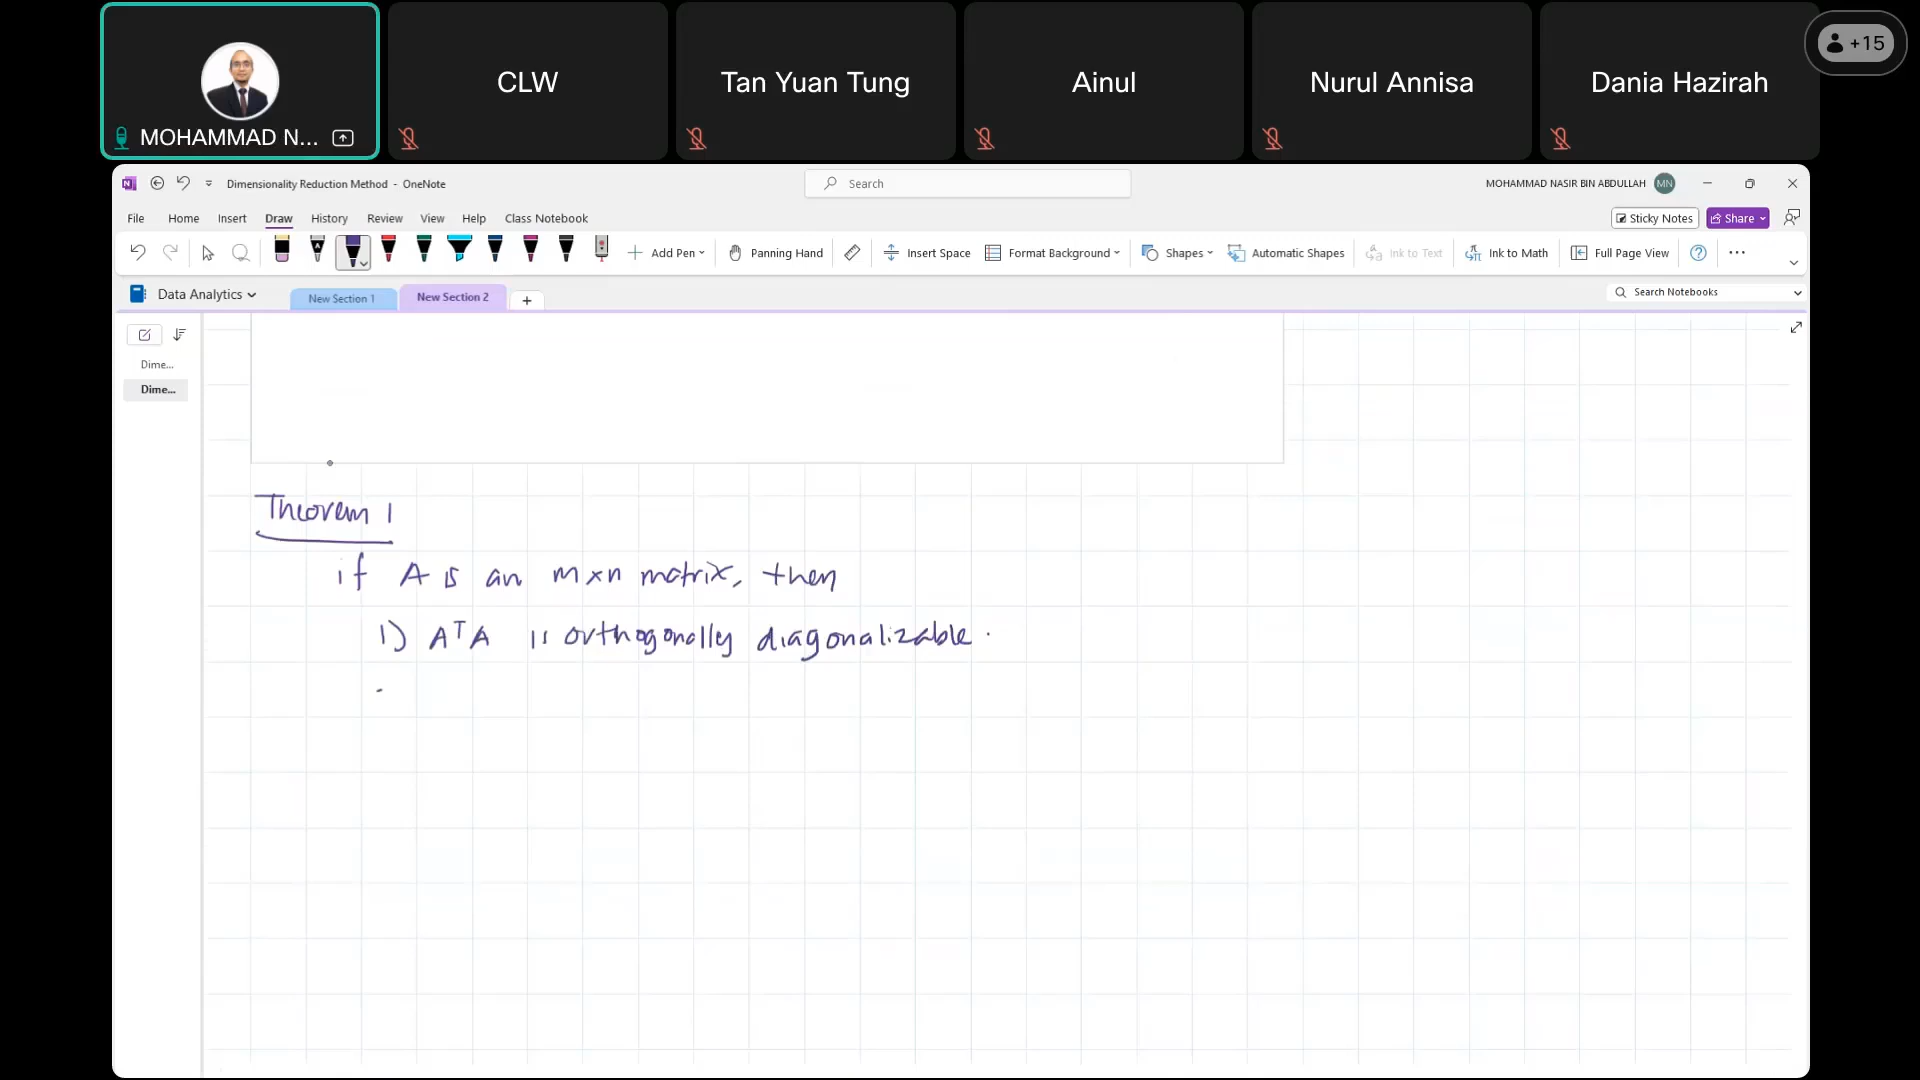 CLW
Tan Yuan Tung
Ainul
Nurul Annisa
Dania Hazirah
+15
MOHAMMAD N...
Dimensionality Reduction Method - OneNote
Search
MOHAMMAD NASIR BIN ABDULLAH
MN
File Home Insert Draw History Review View Help Class Notebook
Sticky Notes
Share
Add Pen
Panning Hand
Insert Space
Format Background
Shapes
Automatic Shapes
Ink to Text
Ink to Math
Full Page View
Data Analytics
New Section 1
New Section 2
Search Notebooks
Dime...
Dime...
Theorem 1
if A is an m×n matrix, then
1) AᵀA is orthogonally diagonalizable.